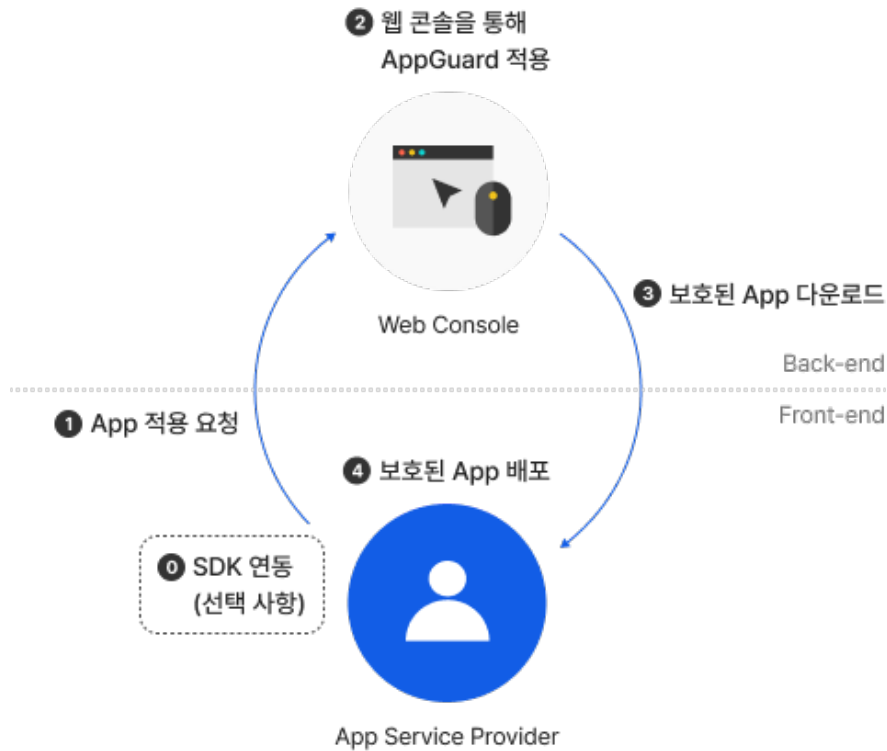 ❷ 웹 콘솔을 통해
AppGuard 적용
Web Console
❸ 보호된 App 다운로드
Back-end
Front-end
❶ App 적용 요청
❹ 보호된 App 배포
⓿ SDK 연동
(선택 사항)
App Service Provider